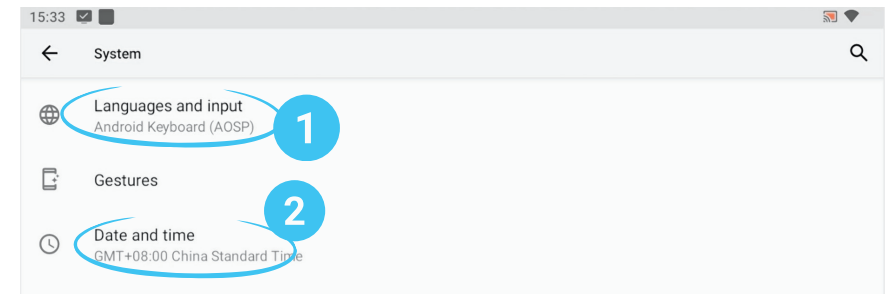 15:33
System
Languages and input
Android Keyboard (AOSP)
1
Gestures
2
Date and time
GMT+08:00 China Standard Time